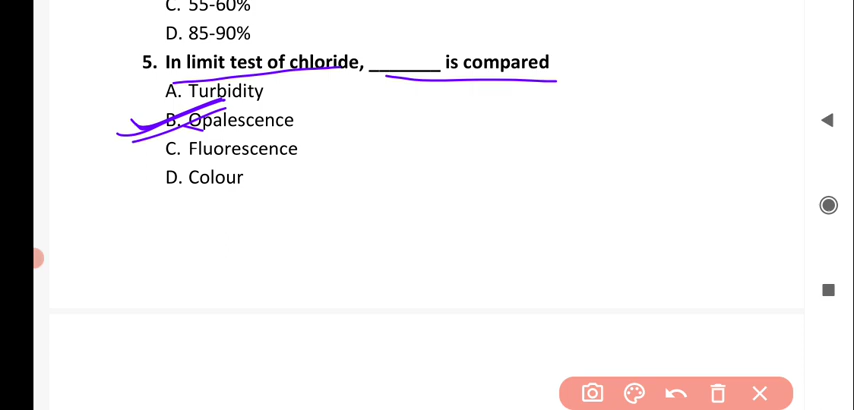 C. 55-60%
D. 85-90%
5. In limit test of chloride, _______ is compared
A. Turbidity
B. Opalescence
C. Fluorescence
D. Colour